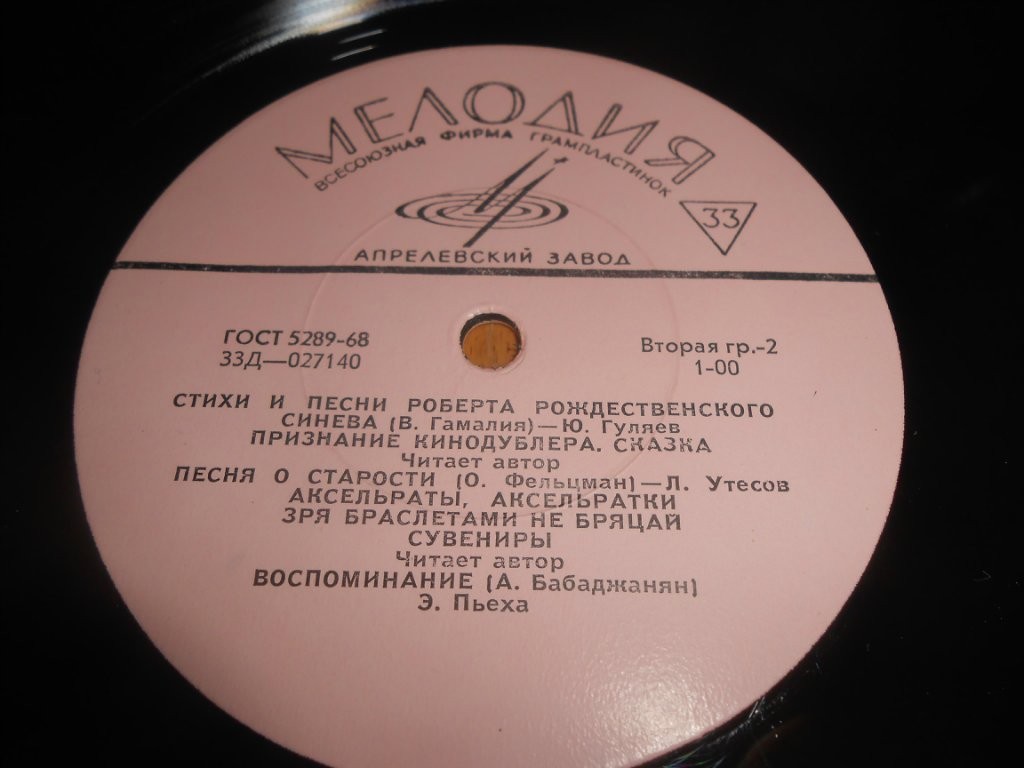 МЕЛОДИЯ
ВСЕСОЮЗНАЯ ФИРМА ГРАМПЛАСТИНОК
33
АПРЕЛЕВСКИЙ ЗАВОД
ГОСТ 5289-68
33Д—027140
Вторая гр.-2
1-00
СТИХИ И ПЕСНИ РОБЕРТА РОЖДЕСТВЕНСКОГО
СИНЕВА (В. Гамалия)—Ю. Гуляев
ПРИЗНАНИЕ КИНОДУБЛЕРА. СКАЗКА
Читает автор
ПЕСНЯ О СТАРОСТИ (О. Фельцман)—Л. Утесов
АКСЕЛЬРАТЫ, АКСЕЛЬРАТКИ
ЗРЯ БРАСЛЕТАМИ НЕ БРЯЦАЙ
СУВЕНИРЫ
Читает автор
ВОСПОМИНАНИЕ (А. Бабаджанян)
Э. Пьеха